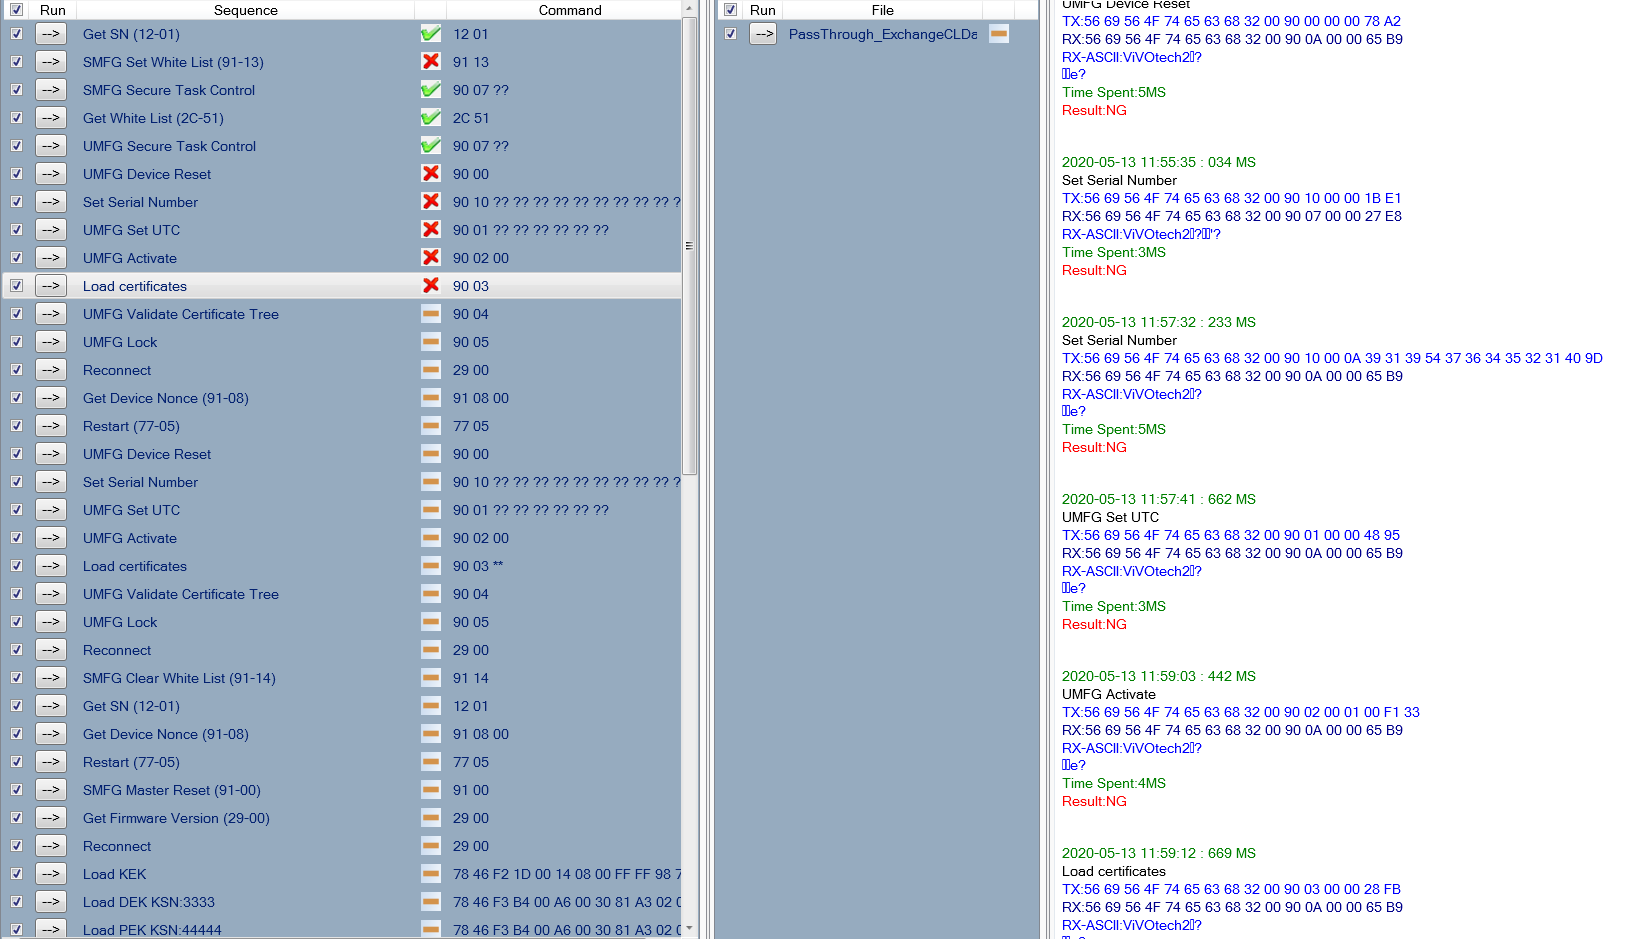 Run Sequence Command
--> Get SN (12-01) 12 01
--> SMFG Set White List (91-13) 91 13
--> SMFG Secure Task Control 90 07 ??
--> Get White List (2C-51) 2C 51
--> UMFG Secure Task Control 90 07 ??
--> UMFG Device Reset 90 00
--> Set Serial Number 90 10 ?? ?? ?? ?? ?? ?? ?? ?? ?? ?
--> UMFG Set UTC 90 01 ?? ?? ?? ?? ?? ??
--> UMFG Activate 90 02 00
--> Load certificates 90 03
--> UMFG Validate Certificate Tree 90 04
--> UMFG Lock 90 05
--> Reconnect 29 00
--> Get Device Nonce (91-08) 91 08 00
--> Restart (77-05) 77 05
--> UMFG Device Reset 90 00
--> Set Serial Number 90 10 ?? ?? ?? ?? ?? ?? ?? ?? ?? ?
--> UMFG Set UTC 90 01 ?? ?? ?? ?? ?? ??
--> UMFG Activate 90 02 00
--> Load certificates 90 03 **
--> UMFG Validate Certificate Tree 90 04
--> UMFG Lock 90 05
--> Reconnect 29 00
--> SMFG Clear White List (91-14) 91 14
--> Get SN (12-01) 12 01
--> Get Device Nonce (91-08) 91 08 00
--> Restart (77-05) 77 05
--> SMFG Master Reset (91-00) 91 00
--> Get Firmware Version (29-00) 29 00
--> Reconnect 29 00
--> Load KEK 78 46 F2 1D 00 14 08 00 FF FF 98 7
--> Load DEK KSN:3333 78 46 F3 B4 00 A6 00 30 81 A3 02 0
--> Load PEK KSN:44444 78 46 F3 B4 00 A6 00 30 81 A3 02 0
Run File
--> PassThrough_ExchangeCLDa
UMFG Device Reset
TX:56 69 56 4F 74 65 63 68 32 00 90 00 00 00 78 A2
RX:56 69 56 4F 74 65 63 68 32 00 90 0A 00 00 65 B9
RX-ASCII:ViVOtech2▯?
▯▯e?
Time Spent:5MS
Result:NG
2020-05-13 11:55:35 : 034 MS
Set Serial Number
TX:56 69 56 4F 74 65 63 68 32 00 90 10 00 00 1B E1
RX:56 69 56 4F 74 65 63 68 32 00 90 07 00 00 27 E8
RX-ASCII:ViVOtech2▯?▯▯'?
Time Spent:3MS
Result:NG
2020-05-13 11:57:32 : 233 MS
Set Serial Number
TX:56 69 56 4F 74 65 63 68 32 00 90 10 00 0A 39 31 39 54 37 36 34 35 32 31 40 9D
RX:56 69 56 4F 74 65 63 68 32 00 90 0A 00 00 65 B9
RX-ASCII:ViVOtech2▯?
▯▯e?
Time Spent:5MS
Result:NG
2020-05-13 11:57:41 : 662 MS
UMFG Set UTC
TX:56 69 56 4F 74 65 63 68 32 00 90 01 00 00 48 95
RX:56 69 56 4F 74 65 63 68 32 00 90 0A 00 00 65 B9
RX-ASCII:ViVOtech2▯?
▯▯e?
Time Spent:3MS
Result:NG
2020-05-13 11:59:03 : 442 MS
UMFG Activate
TX:56 69 56 4F 74 65 63 68 32 00 90 02 00 01 00 F1 33
RX:56 69 56 4F 74 65 63 68 32 00 90 0A 00 00 65 B9
RX-ASCII:ViVOtech2▯?
▯▯e?
Time Spent:4MS
Result:NG
2020-05-13 11:59:12 : 669 MS
Load certificates
TX:56 69 56 4F 74 65 63 68 32 00 90 03 00 00 28 FB
RX:56 69 56 4F 74 65 63 68 32 00 90 0A 00 00 65 B9
RX-ASCII:ViVOtech2▯?
▯▯e?